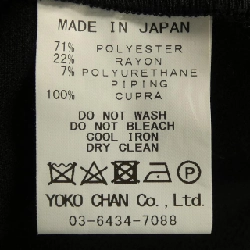 MADE IN JAPAN
71% POLYESTER
22% RAYON
7% POLYURETHANE
PIPING
100% CUPRA
DO NOT WASH
DO NOT BLEACH
COOL IRON
DRY CLEAN
P
YOKO CHAN Co., Ltd.
03-6434-7088